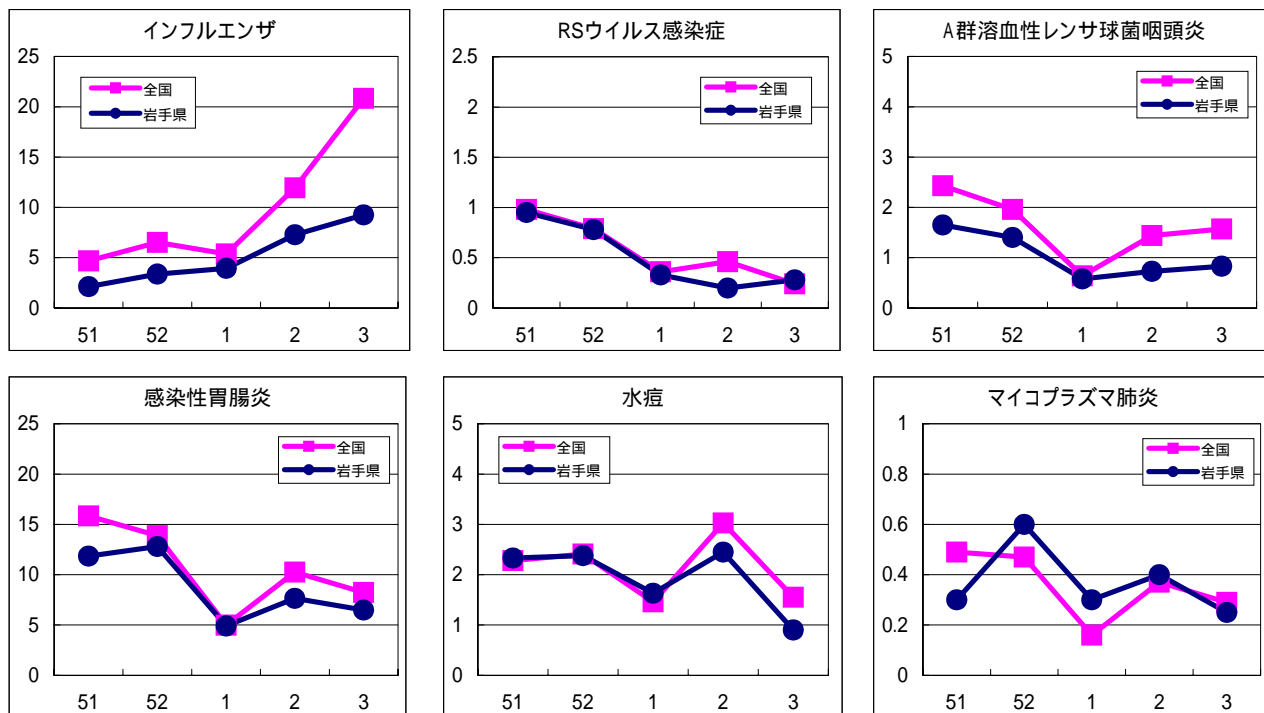 インフルエンザ
25
20
15
10
5
0
全国
岩手県
51 52 1 2 3
RSウイルス感染症
2.5
2
1.5
1
0.5
0
全国
岩手県
51 52 1 2 3
A群溶血性レンサ球菌咽頭炎
5
4
3
2
1
0
全国
岩手県
51 52 1 2 3
感染性胃腸炎
25
20
15
10
5
0
全国
岩手県
51 52 1 2 3
水痘
5
4
3
2
1
0
全国
岩手県
51 52 1 2 3
マイコプラズマ肺炎
1
0.8
0.6
0.4
0.2
0
全国
岩手県
51 52 1 2 3